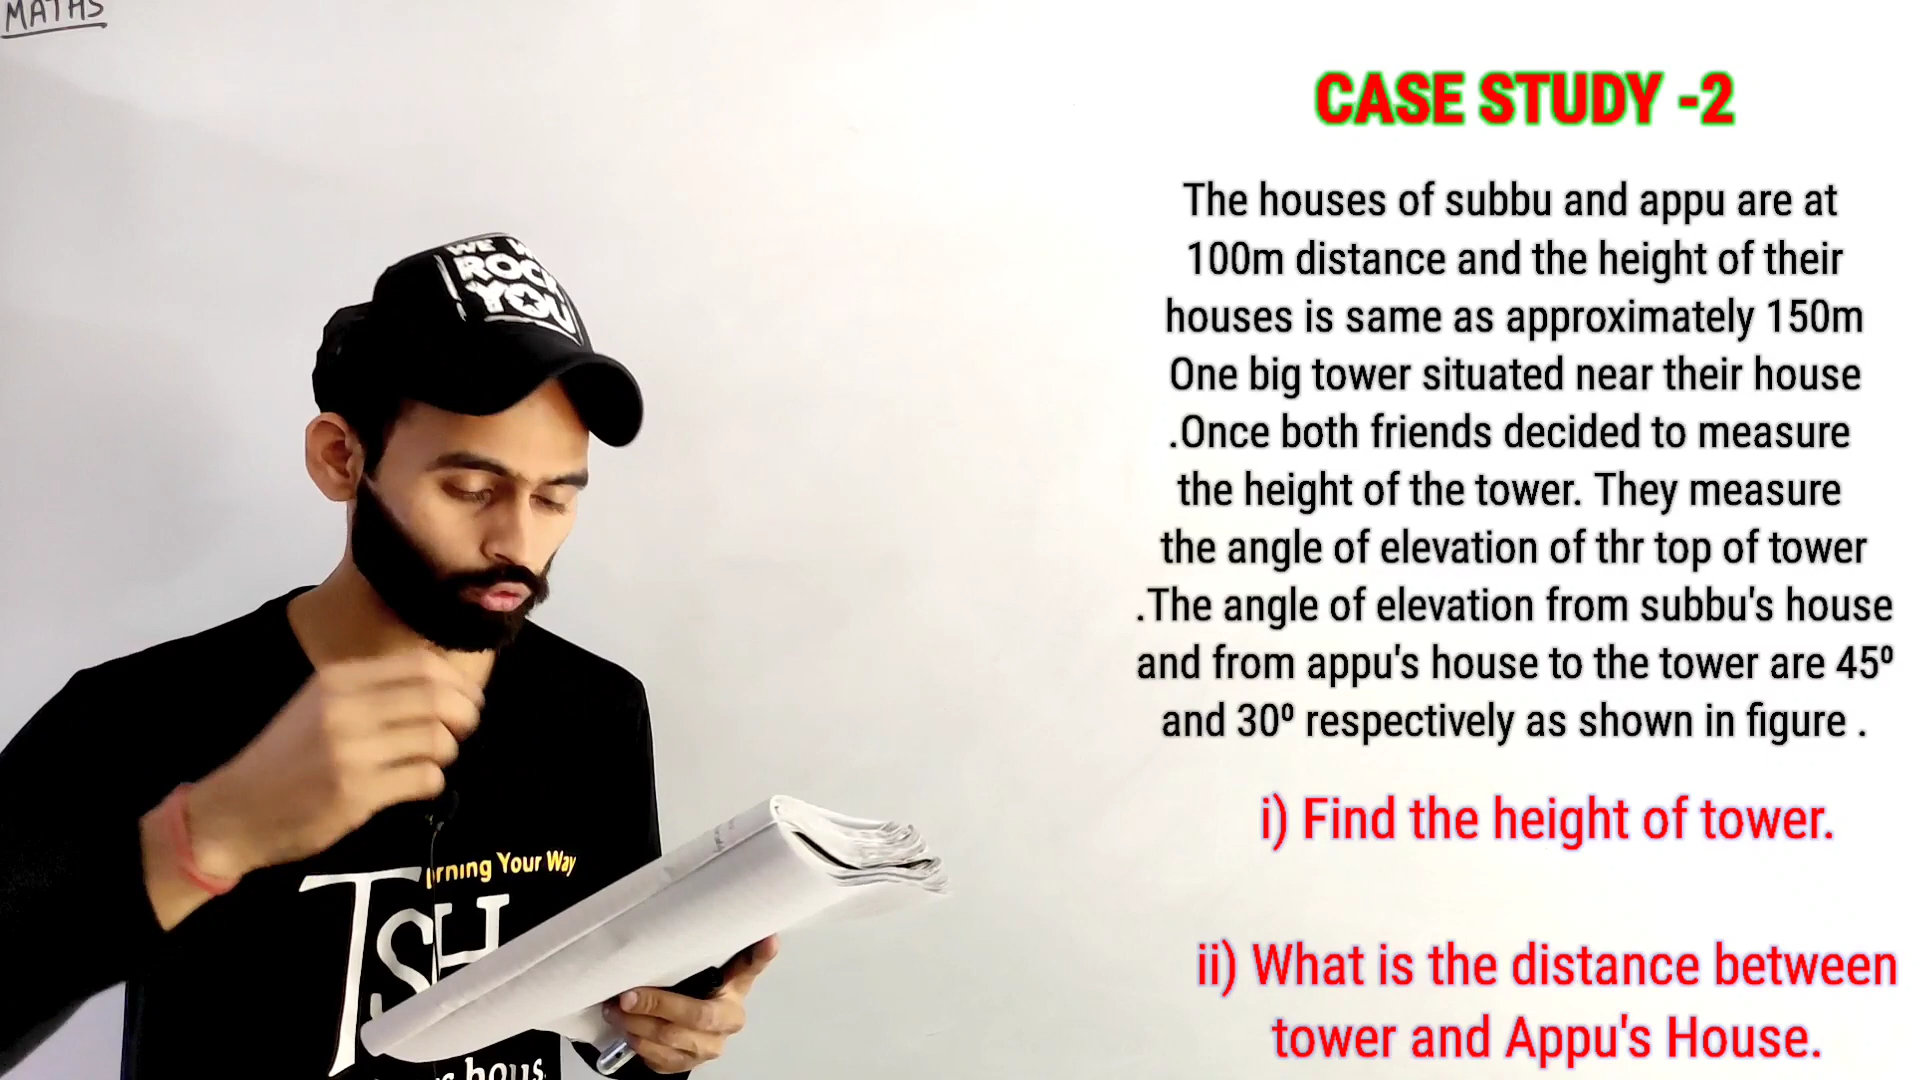 MATHS
CASE STUDY -2
The houses of subbu and appu are at
100m distance and the height of their
houses is same as approximately 150m
One big tower situated near their house
.Once both friends decided to measure
the height of the tower. They measure
the angle of elevation of thr top of tower
.The angle of elevation from subbu's house
and from appu's house to the tower are 45⁰
and 30⁰ respectively as shown in figure .
i) Find the height of tower.
ii) What is the distance between
tower and Appu's House.
WE W
ROCK
YOU
rning Your Way
TSH